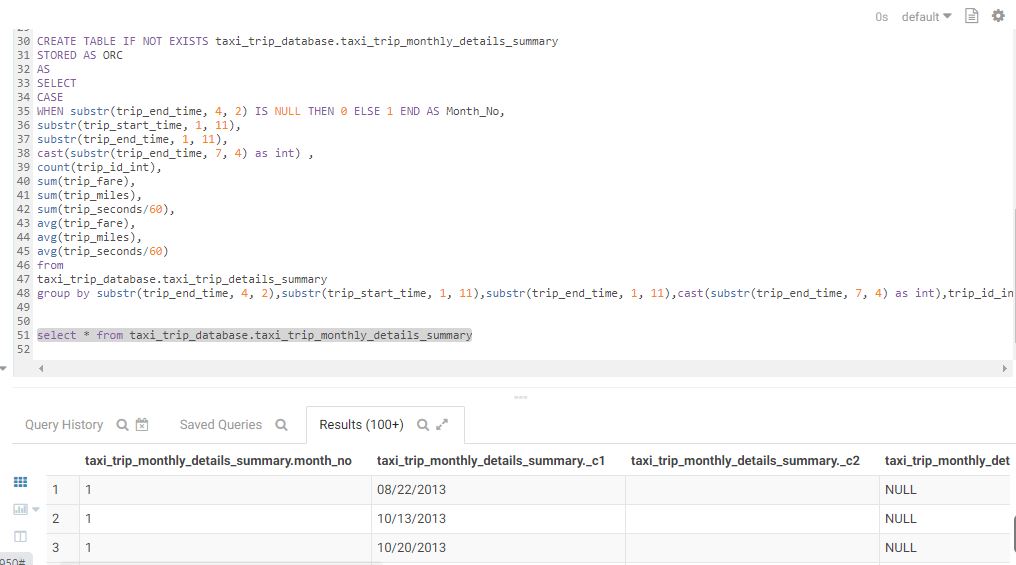 0s default
30 CREATE TABLE IF NOT EXISTS taxi_trip_database.taxi_trip_monthly_details_summary
31 STORED AS ORC
32 AS
33 SELECT
34 CASE
35 WHEN substr(trip_end_time, 4, 2) IS NULL THEN 0 ELSE 1 END AS Month_No,
36 substr(trip_start_time, 1, 11),
37 substr(trip_end_time, 1, 11),
38 cast(substr(trip_end_time, 7, 4) as int) ,
39 count(trip_id_int),
40 sum(trip_fare),
41 sum(trip_miles),
42 sum(trip_seconds/60),
43 avg(trip_fare),
44 avg(trip_miles),
45 avg(trip_seconds/60)
46 from
47 taxi_trip_database.taxi_trip_details_summary
48 group by substr(trip_end_time, 4, 2),substr(trip_start_time, 1, 11),substr(trip_end_time, 1, 11),cast(substr(trip_end_time, 7, 4) as int),trip_id_in
49
50
51 select * from taxi_trip_database.taxi_trip_monthly_details_summary
52
Query History Saved Queries Results (100+)
taxi_trip_monthly_details_summary.month_no taxi_trip_monthly_details_summary._c1 taxi_trip_monthly_details_summary._c2 taxi_trip_monthly_det
1 1 08/22/2013 NULL
2 1 10/13/2013 NULL
3 1 10/20/2013 NULL